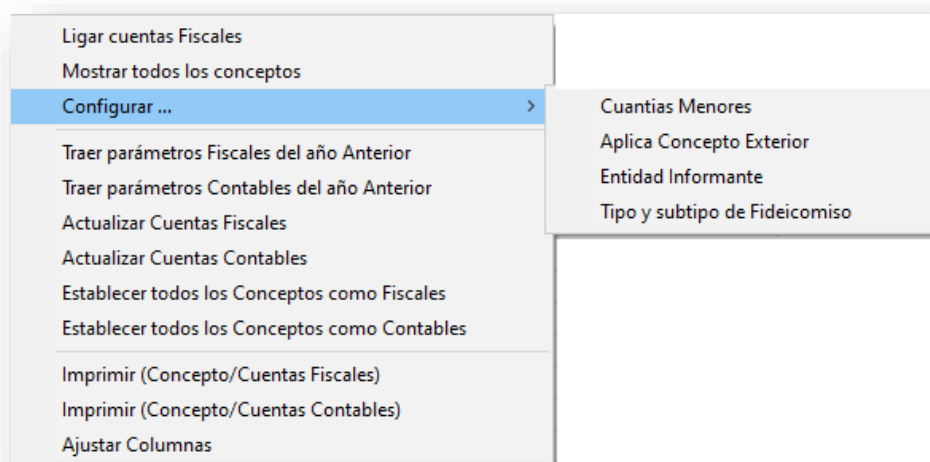 Ligar cuentas Fiscales
Mostrar todos los conceptos
Configurar ...
Cuantias Menores
Aplica Concepto Exterior
Entidad Informante
Tipo y subtipo de Fideicomiso
Traer parámetros Fiscales del año Anterior
Traer parámetros Contables del año Anterior
Actualizar Cuentas Fiscales
Actualizar Cuentas Contables
Establecer todos los Conceptos como Fiscales
Establecer todos los Conceptos como Contables
Imprimir (Concepto/Cuentas Fiscales)
Imprimir (Concepto/Cuentas Contables)
Ajustar Columnas